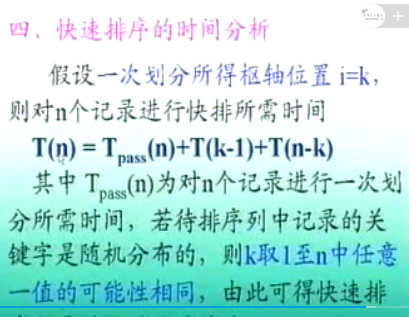 四、快速排序的时间分析
假设一次划分所得枢轴位置 i=k,
则对n个记录进行快排所需时间
T(n) = Tpass(n)+T(k-1)+T(n-k)
其中 Tpass(n)为对n个记录进行一次划
分所需时间，若待排序列中记录的关
键字是随机分布的，则k取1至n中任意
一值的可能性相同，由此可得快速排